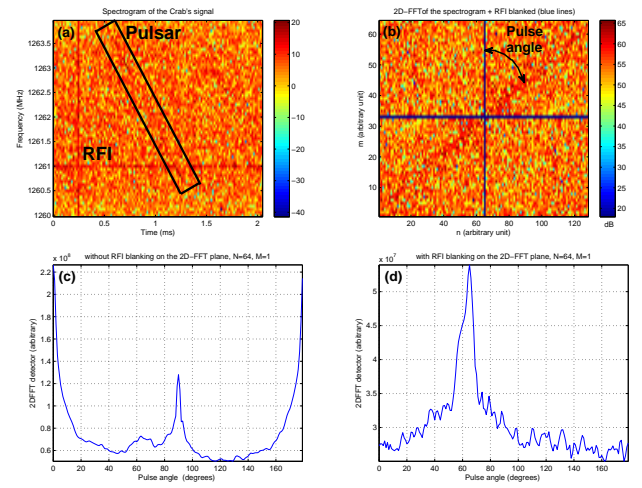 Spectrogram of the Crab's signal
(a)
Pulsar
RFI
1263.5
1263
1262.5
1262
1261.5
1261
1260.5
1260
Frequency (MHz)
0 0.5 1 1.5 2
Time (ms)
20
10
0
-10
-20
-30
-40
2D-FFTof the spectrogram + RFI blanked (blue lines)
(b)
Pulse
angle
60
50
40
30
20
10
m (arbitrary unit)
20 40 60 80 100 120
n (arbitrary unit)
65
60
55
50
45
40
35
30
25
20
dB
without RFI blanking on the 2D-FFT plane, N=64, M=1
x 10^8
(c)
2.2
1.8
1.4
1.2
1
0.8
0.6
2DFFT detector (arbitrary)
0 20 40 60 80 100 120 140 160
Pulse angle (degrees)
with RFI blanking on the 2D-FFT plane, N=64, M=1
x 10^7
(d)
5
4
3
2DFFT detector (arbitrary)
0 20 40 60 80 100 120 140 160
Pulse angle (degrees)